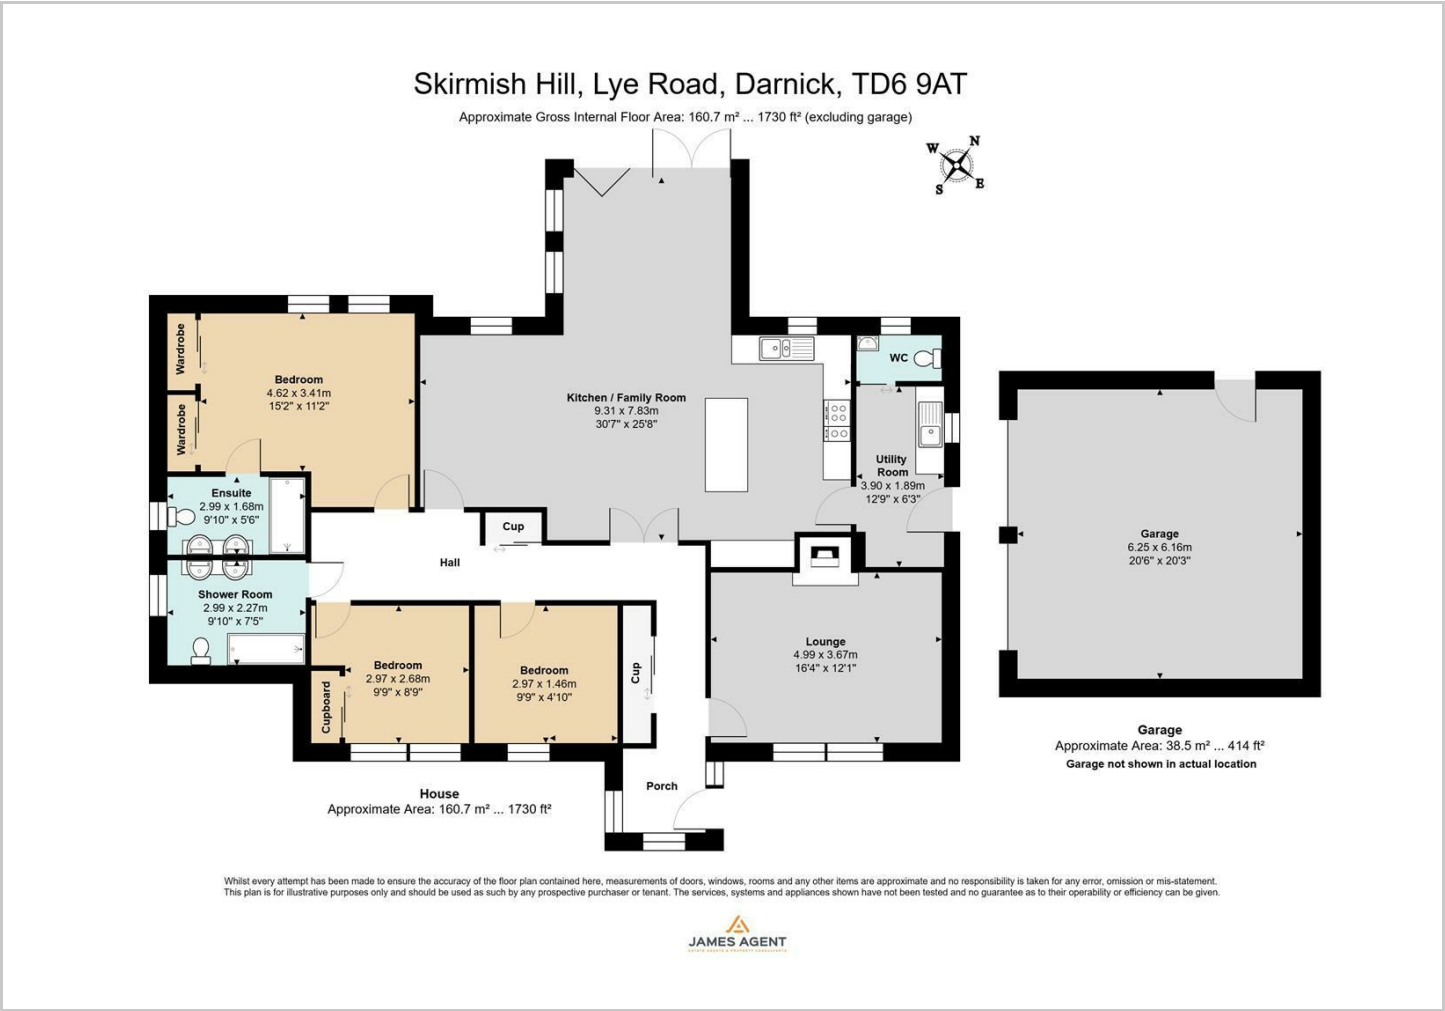 Skirmish Hill, Lye Road, Darnick, TD6 9AT
Approximate Gross Internal Floor Area: 160.7 m² ... 1730 ft² (excluding garage)
W N
S E
Wardrobe
Wardrobe
Bedroom
4.62 x 3.41m
15'2" x 11'2"
Kitchen / Family Room
9.31 x 7.83m
30'7" x 25'8"
WC
Utility
Room
3.90 x 1.89m
12'9" x 6'3"
Ensuite
2.99 x 1.68m
9'10" x 5'6"
Cup
Hall
Garage
6.25 x 6.16m
20'6" x 20'3"
Shower Room
2.99 x 2.27m
9'10" x 7'5"
Bedroom
2.97 x 2.68m
9'9" x 8'9"
Cupboard
Bedroom
2.97 x 1.46m
9'9" x 4'10"
Cup
Lounge
4.99 x 3.67m
16'4" x 12'1"
Porch
Garage
Approximate Area: 38.5 m² ... 414 ft²
Garage not shown in actual location
House
Approximate Area: 160.7 m² ... 1730 ft²
Whilst every attempt has been made to ensure the accuracy of the floor plan contained here, measurements of doors, windows, rooms and any other items are approximate and no responsibility is taken for any error, omission or mis-statement.
This plan is for illustrative purposes only and should be used as such by any prospective purchaser or tenant. The services, systems and appliances shown have not been tested and no guarantee as to their operability or efficiency can be given.
JAMES AGENT